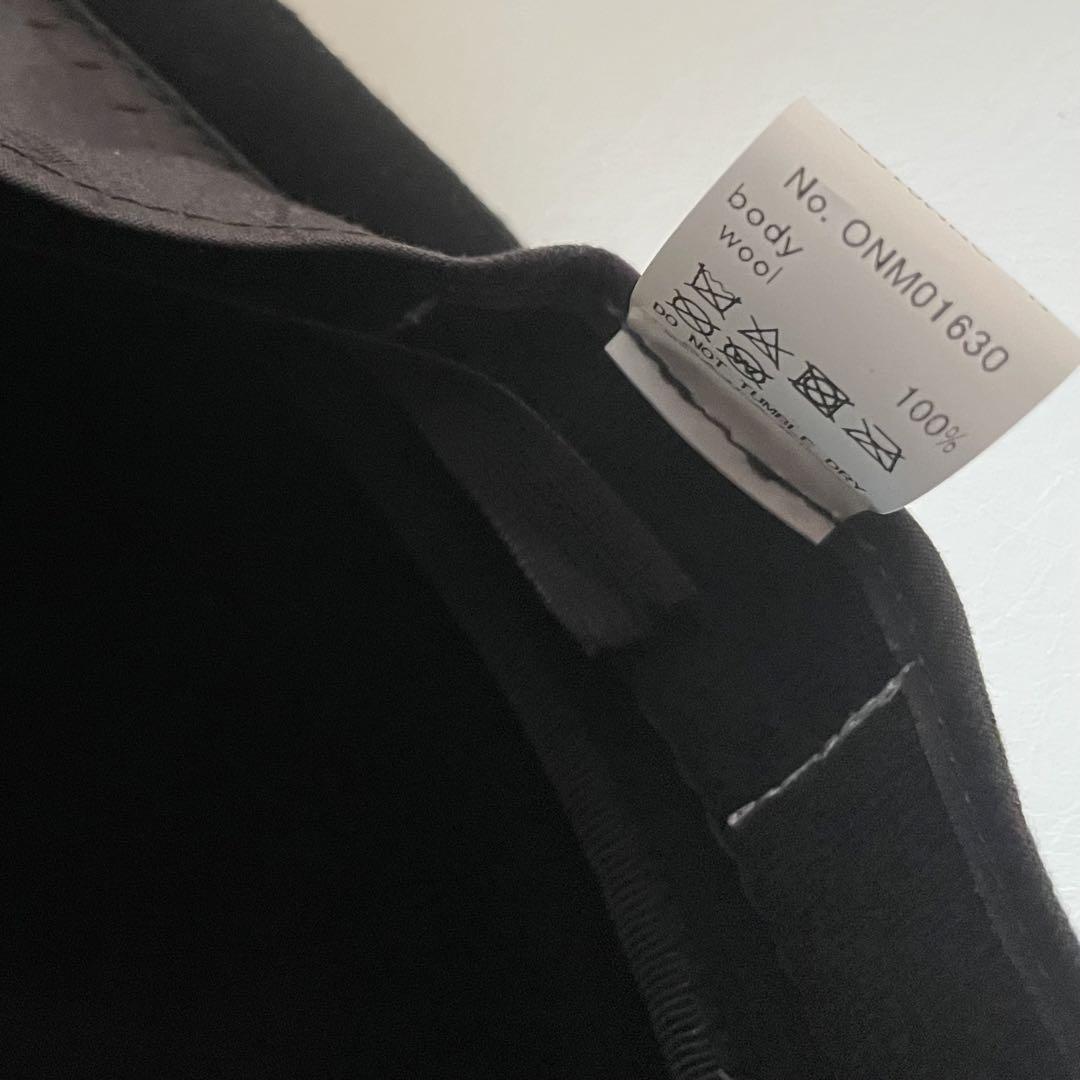 No. ONM01630
body
wool 100%
DO NOT TUMBLE DRY